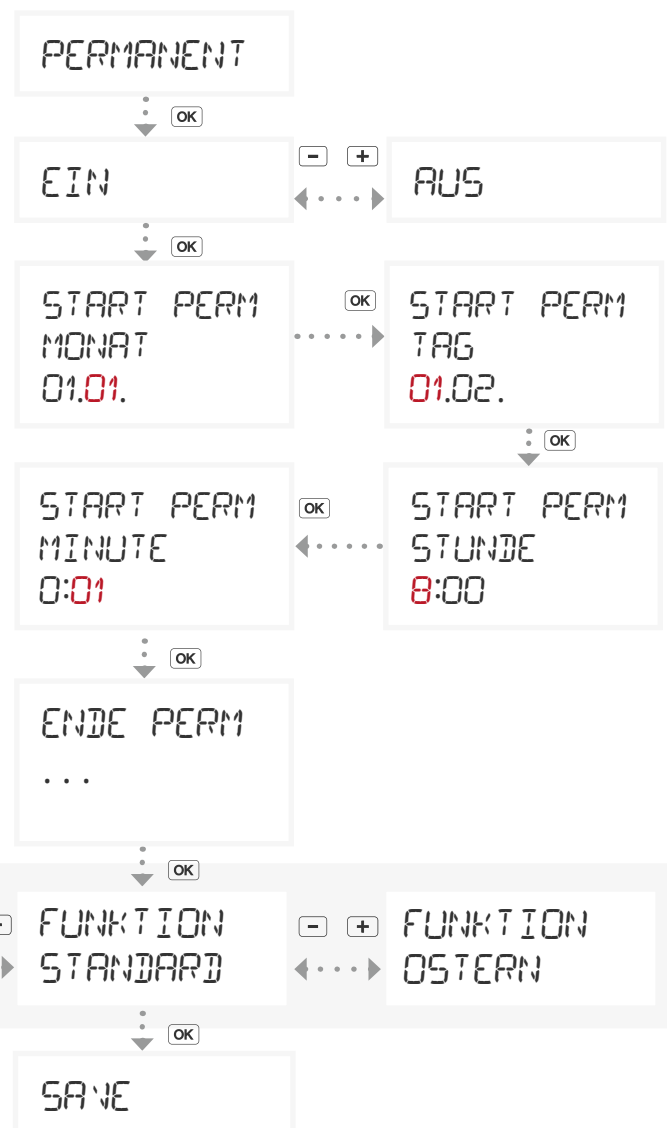 PERMANENT
OK
EIN
- +
AUS
OK
START PERM
MONAT
01.01.
OK
START PERM
TAG
01.02.
OK
START PERM
MINUTE
0:01
OK
START PERM
STUNDE
8:00
OK
ENDE PERM
...
OK
FUNKTION
STANDARD
- +
FUNKTION
OSTERN
OK
SAVE